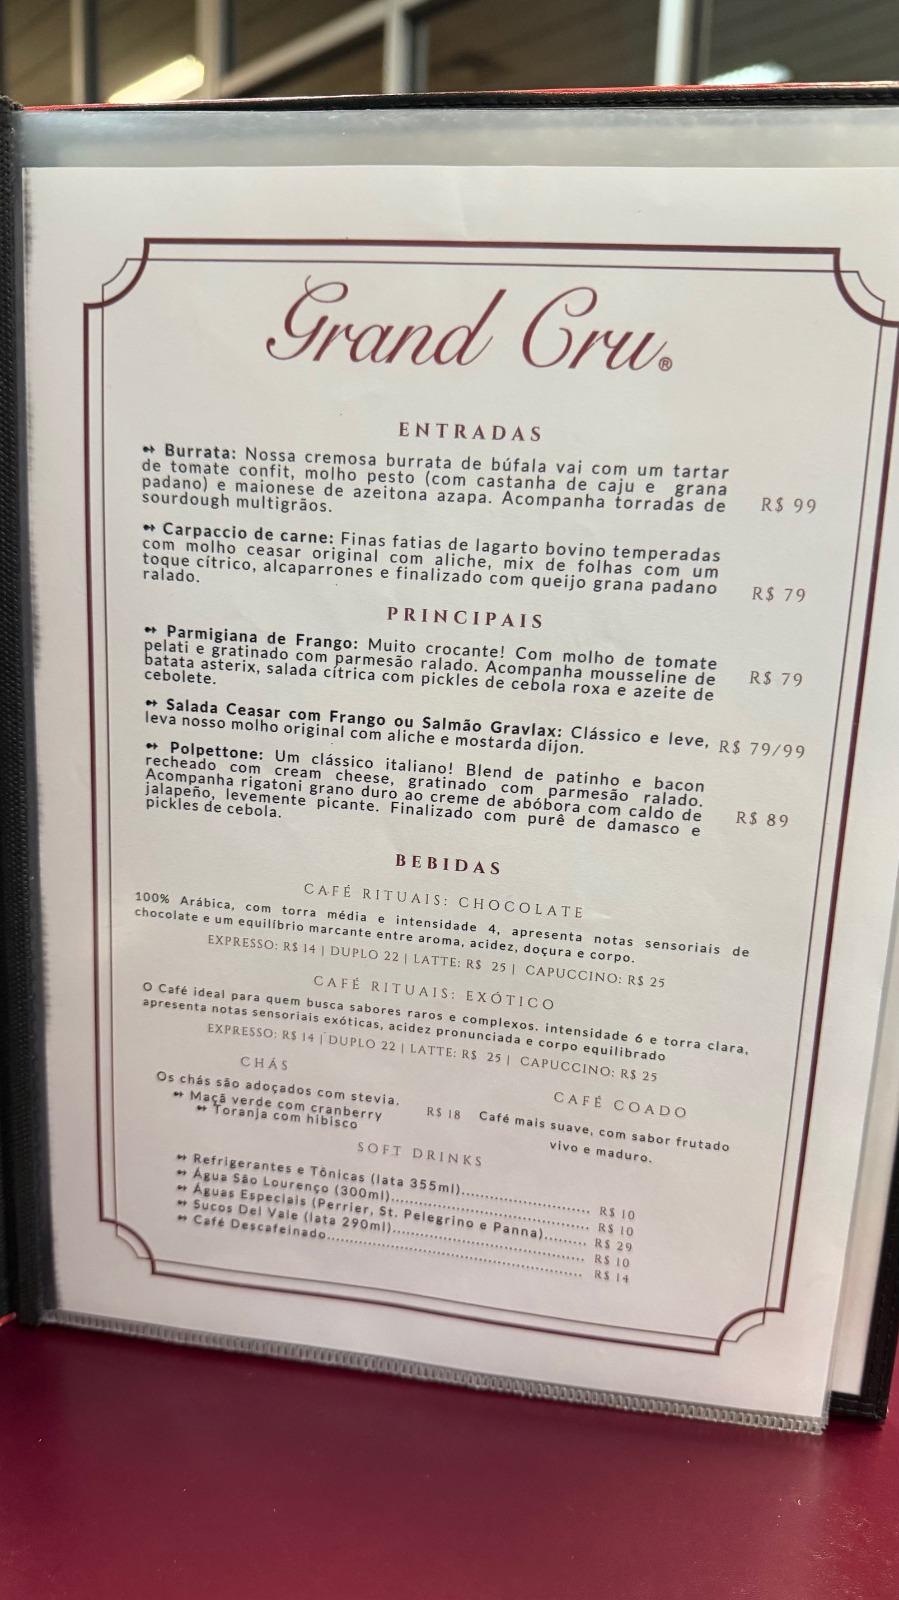 Grand Cru®
ENTRADAS
➻ Burrata: Nossa cremosa burrata de búfala vai com um tartar
de tomate confit, molho pesto (com castanha de caju e grana
padano) e maionese de azeitona azapa. Acompanha torradas de
sourdough multigrãos.
R$ 99
➻ Carpaccio de carne: Finas fatias de lagarto bovino temperadas
com molho ceasar original com aliche, mix de folhas com um
toque cítrico, alcaparrones e finalizado com queijo grana padano
ralado.
R$ 79
PRINCIPAIS
➻ Parmigiana de Frango: Muito crocante! Com molho de tomate
pelati e gratinado com parmesão ralado. Acompanha mousseline de
batata asterix, salada cítrica com pickles de cebola roxa e azeite de
cebolete.
R$ 79
➻ Salada Ceasar com Frango ou Salmão Gravlax: Clássico e leve,
leva nosso molho original com aliche e mostarda dijon.
R$ 79/99
➻ Polpettone: Um clássico italiano! Blend de patinho e bacon
recheado com cream cheese, gratinado com parmesão ralado.
Acompanha rigatoni grano duro ao creme de abóbora com caldo de
jalapeño, levemente picante. Finalizado com purê de damasco e
pickles de cebola.
R$ 89
BEBIDAS
CAFÉ RITUAIS: CHOCOLATE
100% Arábica, com torra média e intensidade 4, apresenta notas sensoriais de
chocolate e um equilíbrio marcante entre aroma, acidez, doçura e corpo.
EXPRESSO: R$ 14 | DUPLO 22 | LATTE: R$ 25 | CAPUCCINO: R$ 25
CAFÉ RITUAIS: EXÓTICO
O Café ideal para quem busca sabores raros e complexos. intensidade 6 e torra clara,
apresenta notas sensoriais exóticas, acidez pronunciada e corpo equilibrado
EXPRESSO: R$ 14 | DUPLO 22 | LATTE: R$ 25 | CAPUCCINO: R$ 25
CHÁS
Os chás são adoçados com stevia.
➻ Maçã verde com cranberry
➻ Toranja com hibisco
R$ 18
CAFÉ COADO
Café mais suave, com sabor frutado
vivo e maduro.
SOFT DRINKS
➻ Refrigerantes e Tônicas (lata 355ml)........................ R$ 10
➻ Água São Lourenço (300ml)..................................... R$ 10
➻ Águas Especiais (Perrier, St. Pelegrino e Panna)......... R$ 29
➻ Sucos Del Vale (lata 290ml)..................................... R$ 10
➻ Café Descafeinado................................................ R$ 14